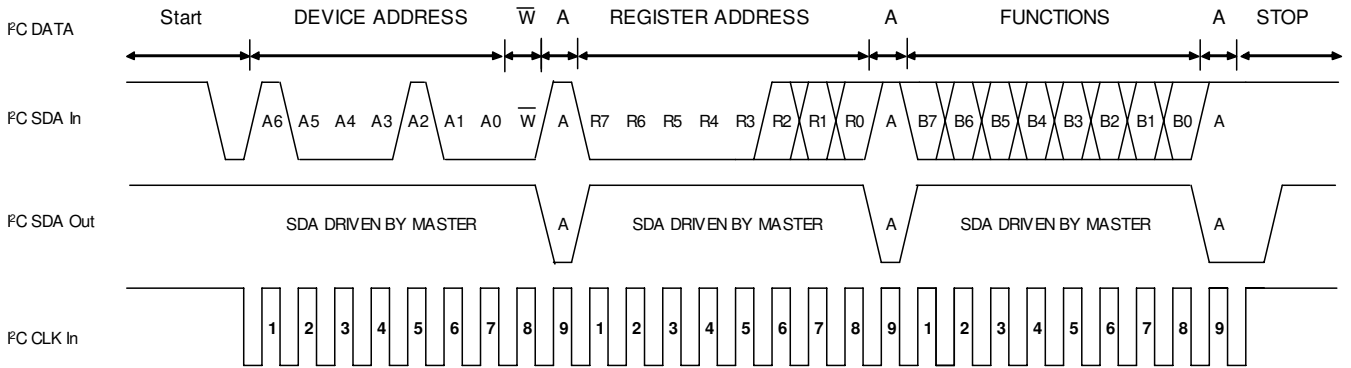 Start DEVICE ADDRESS W̅ A REGISTER ADDRESS A FUNCTIONS A STOP
I²C DATA
I²C SDA In A6 A5 A4 A3 A2 A1 A0 W̅ A R7 R6 R5 R4 R3 R2 R1 R0 A B7 B6 B5 B4 B3 B2 B1 B0 A
I²C SDA Out SDA DRIVEN BY MASTER A SDA DRIVEN BY MASTER A SDA DRIVEN BY MASTER A
I²C CLK In 1 2 3 4 5 6 7 8 9 1 2 3 4 5 6 7 8 9 1 2 3 4 5 6 7 8 9